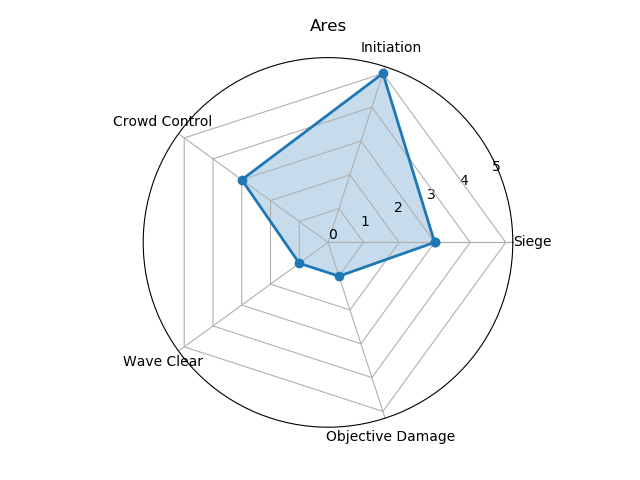 Ares
Initiation
Crowd Control
5
4
3
2
1
0
Siege
Wave Clear
Objective Damage